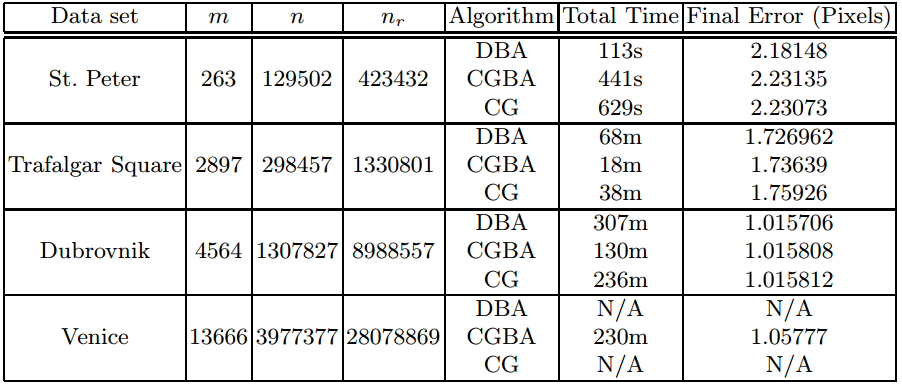 Data set m n n_r Algorithm Total Time Final Error (Pixels)
DBA 113s 2.18148
St. Peter 263 129502 423432 CGBA 441s 2.23135
CG 629s 2.23073
DBA 68m 1.726962
Trafalgar Square 2897 298457 1330801 CGBA 18m 1.73639
CG 38m 1.75926
DBA 307m 1.015706
Dubrovnik 4564 1307827 8988557 CGBA 130m 1.015808
CG 236m 1.015812
DBA N/A N/A
Venice 13666 3977377 28078869 CGBA 230m 1.05777
CG N/A N/A